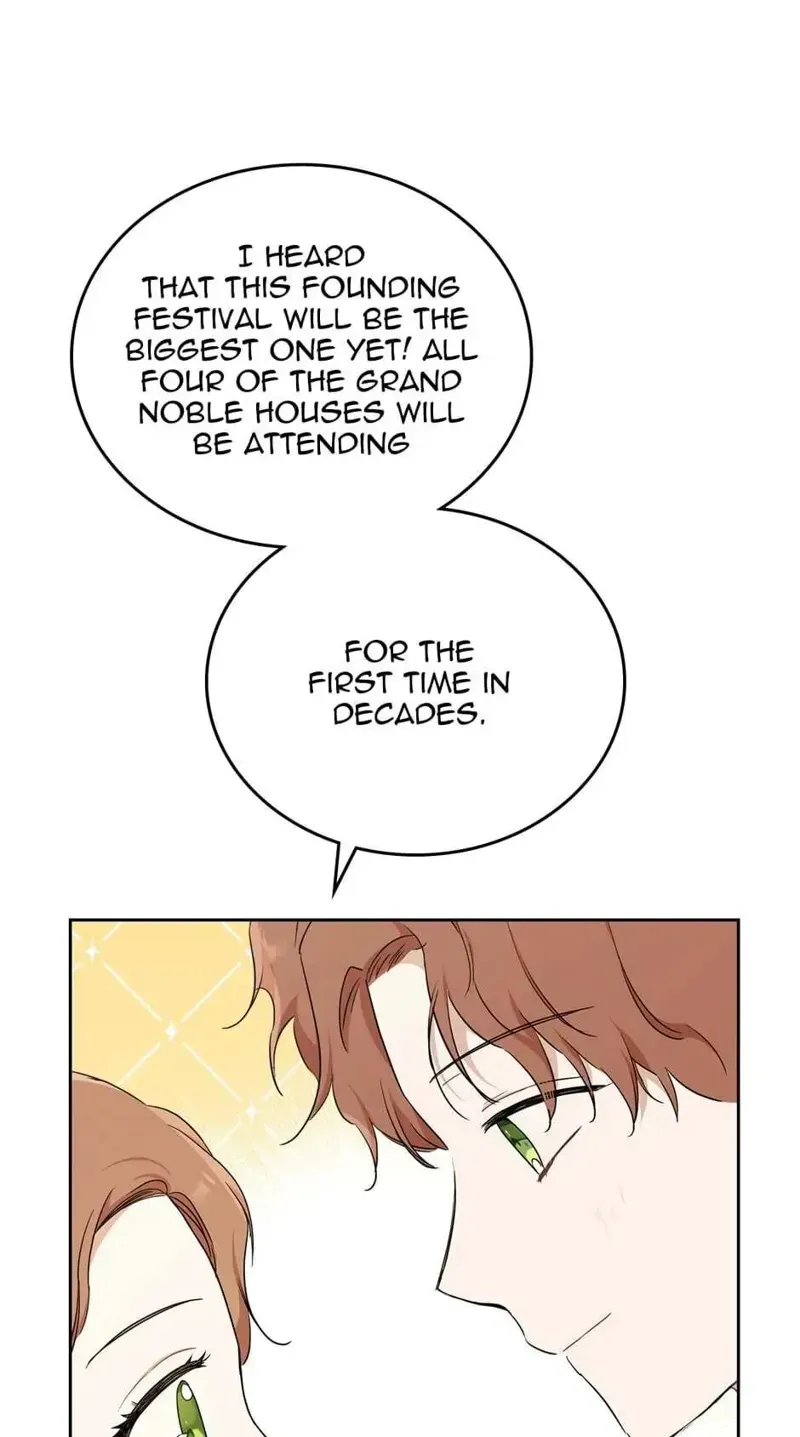 I HEARD
THAT THIS FOUNDING
FESTIVAL WILL BE THE
BIGGEST ONE YET! ALL
FOUR OF THE GRAND
NOBLE HOUSES WILL
BE ATTENDING
FOR THE
FIRST TIME IN
DECADES.